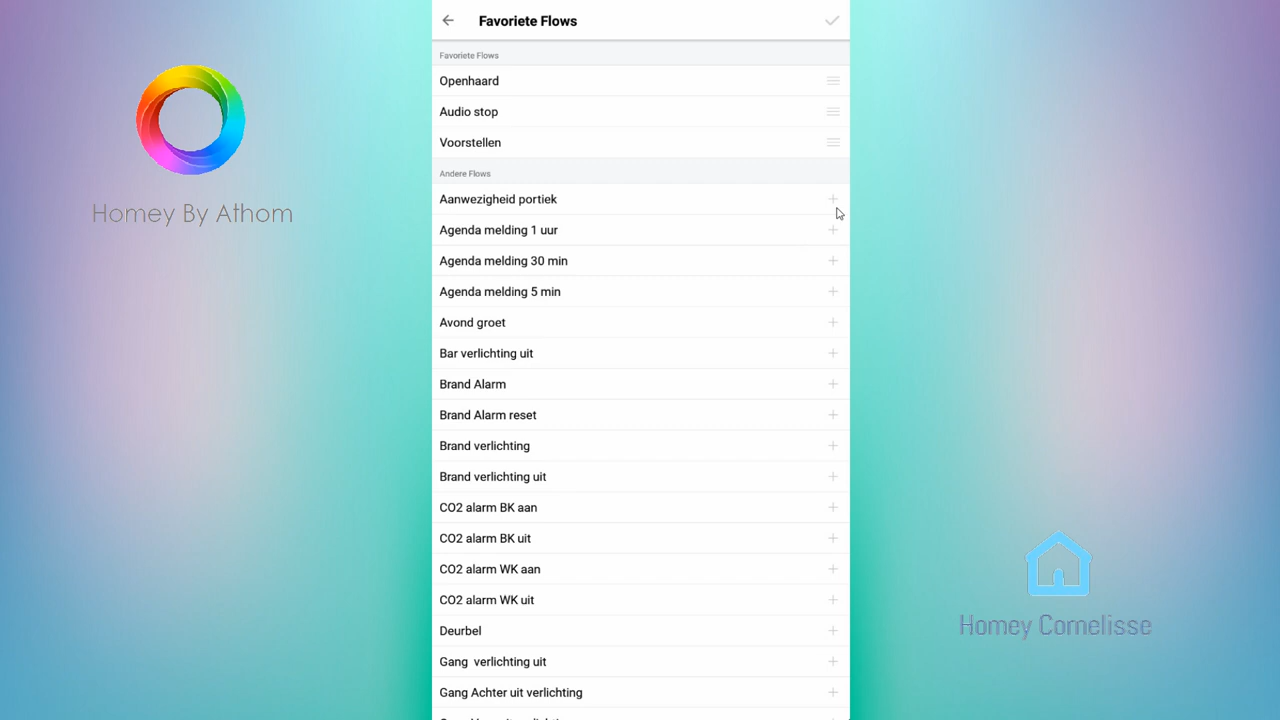 Favoriete Flows
Favoriete Flows
Openhaard
Audio stop
Voorstellen
Andere Flows
Aanwezigheid portiek
Agenda melding 1 uur
Agenda melding 30 min
Agenda melding 5 min
Avond groet
Bar verlichting uit
Brand Alarm
Brand Alarm reset
Brand verlichting
Brand verlichting uit
CO2 alarm BK aan
CO2 alarm BK uit
CO2 alarm WK aan
CO2 alarm WK uit
Deurbel
Gang verlichting uit
Gang Achter uit verlichting
Homey By Athom
Homey Cornelisse